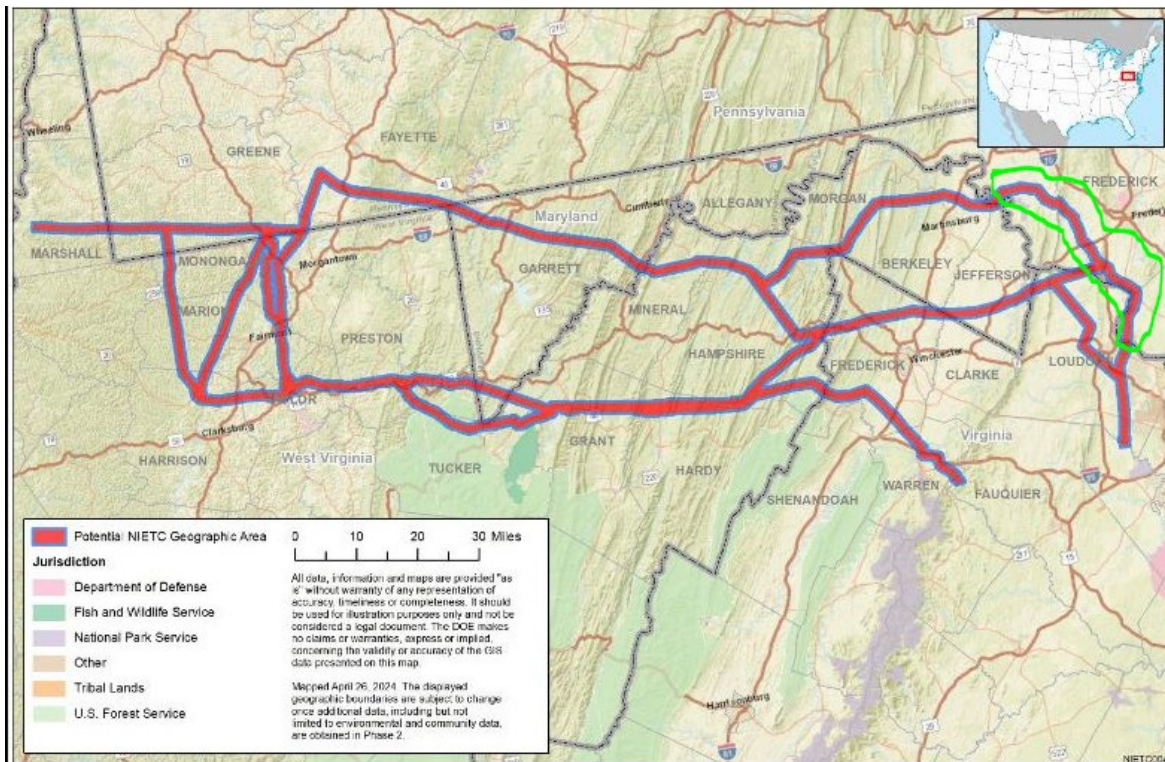 Pennsylvania
Wheeling
FAYETTE
GREENE
Maryland
Cumberla
ALLEGANY
MORGAN
FREDERICK
Frederi
Martinsburg
MARSHALL
MONONGA
Morgantown
GARRETT
BERKELEY
JEFFERSON
MARION
MINERAL
Fairmont
PRESTON
HAMPSHIRE
FREDERICK
Winchester
CLARKE
LOUDOUN
Clarksburg
HARRISON
West Virginia
TUCKER
GRANT
HARDY
Virginia
SHENANDOAH
WARREN
FAUQUIER
Harrisonburg
Potential NIETC Geographic Area
Jurisdiction
Department of Defense
Fish and Wildlife Service
National Park Service
Other
Tribal Lands
U.S. Forest Service
0 10 20 30 Miles
All data, information and maps are provided "as
is" without warranty of any representation of
accuracy, timeliness or completeness. It should
be used for illustration purposes only and not be
considered a legal document. The DOE makes
no claims or warranties, express or implied,
concerning the validity or accuracy of the GIS
data presented on this map.
Mapped April 26, 2024. The displayed
geographic boundaries are subject to change
once additional data, including but not
limited to environmental and community data,
are obtained in Phase 2.